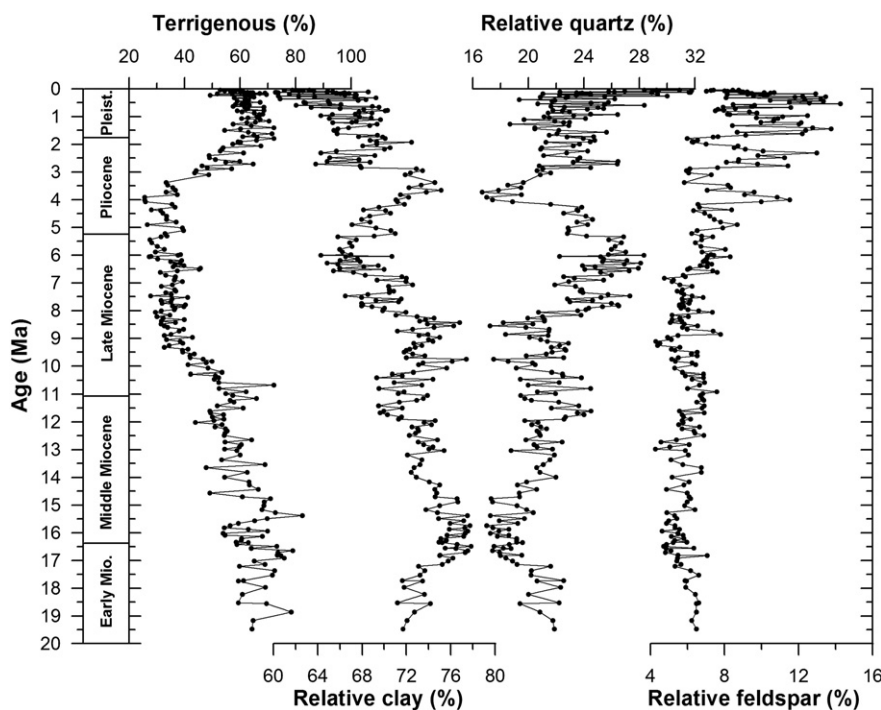 Terrigenous (%)
Relative quartz (%)
20 40 60 80 100
16 20 24 28 32
Age (Ma)
Pleist.
Pliocene
Late Miocene
Middle Miocene
Early Mio.
0
1
2
3
4
5
6
7
8
9
10
11
12
13
14
15
16
17
18
19
20
60 64 68 72 76 80
4 8 12 16
Relative clay (%)
Relative feldspar (%)